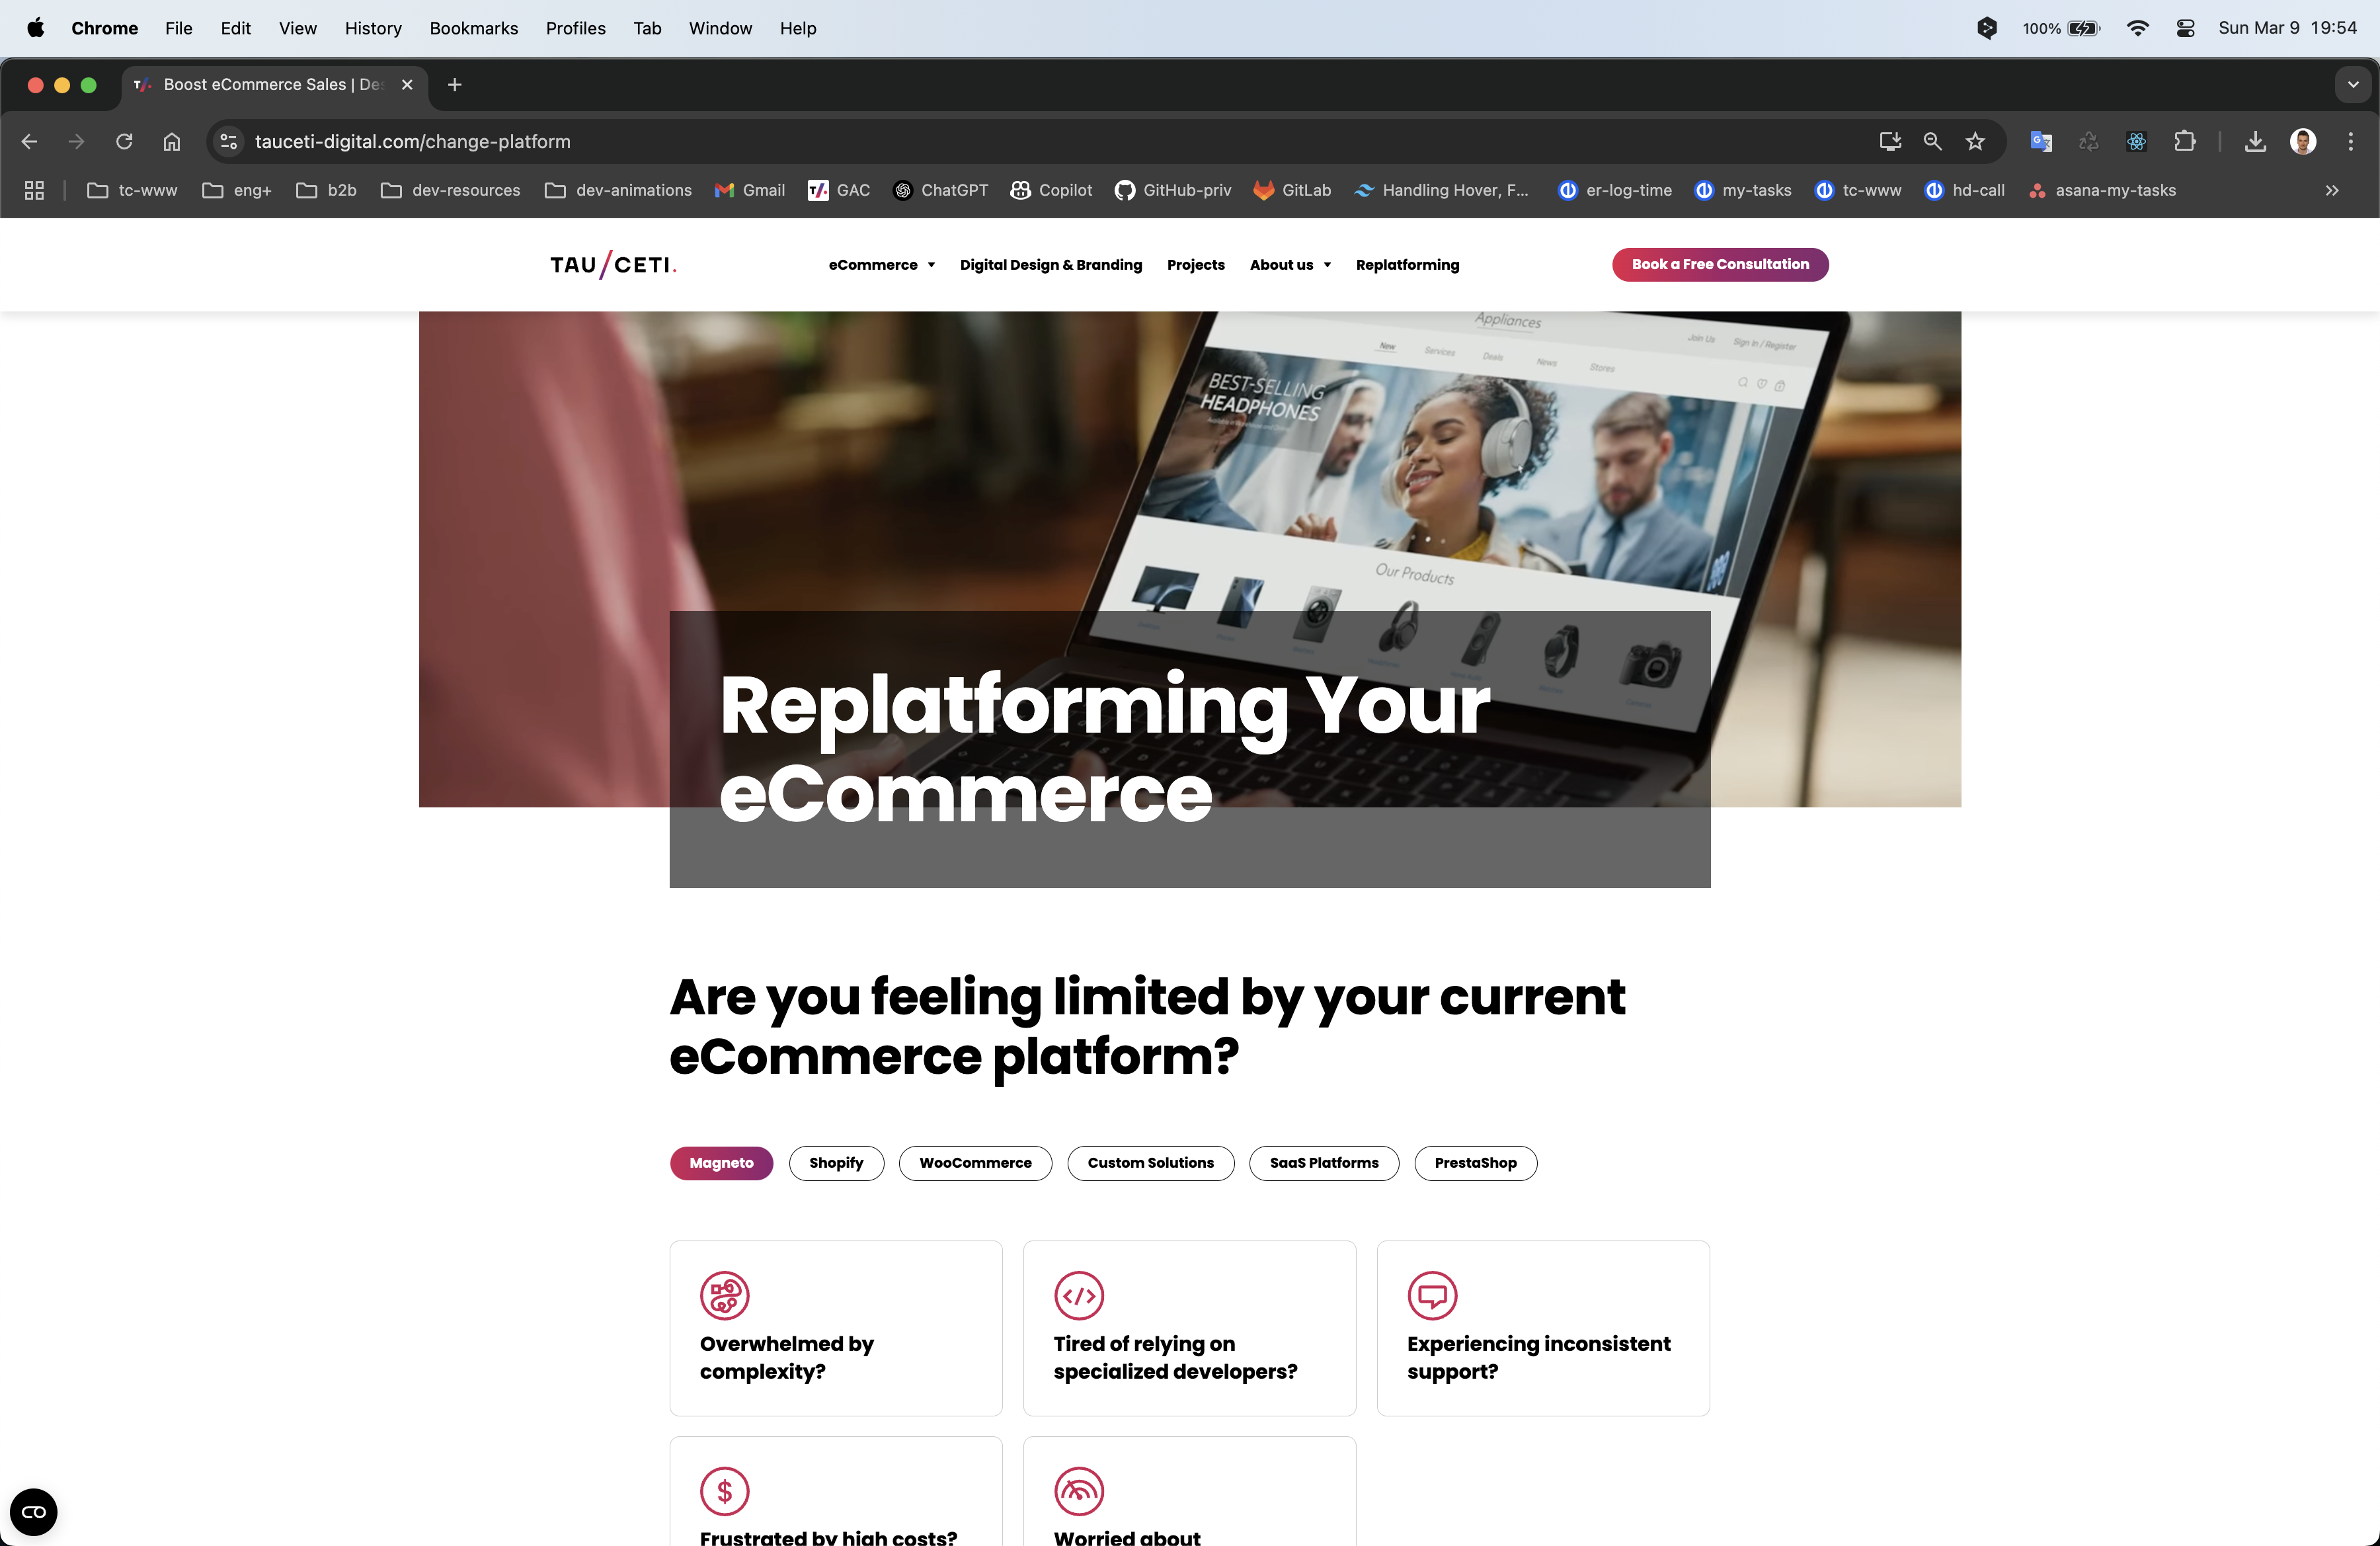 Chrome File Edit View History Bookmarks Profiles Tab Window Help 100% Sun Mar 9 19:54
Boost eCommerce Sales | Des
tauceti-digital.com/change-platform
tc-www eng+ b2b dev-resources dev-animations Gmail GAC ChatGPT Copilot GitHub-priv GitLab Handling Hover, F... er-log-time my-tasks tc-www hd-call asana-my-tasks
TAU/CETI. eCommerce Digital Design & Branding Projects About us Replatforming Book a Free Consultation
Appliances
Join Us Sign in / Register
New Services Deals News Stores
BEST-SELLING
HEADPHONES
Our Products
Replatforming Your
eCommerce
Are you feeling limited by your current
eCommerce platform?
Magneto Shopify WooCommerce Custom Solutions SaaS Platforms PrestaShop
Overwhelmed by
complexity?
Tired of relying on
specialized developers?
Experiencing inconsistent
support?
Frustrated by high costs?
Worried about